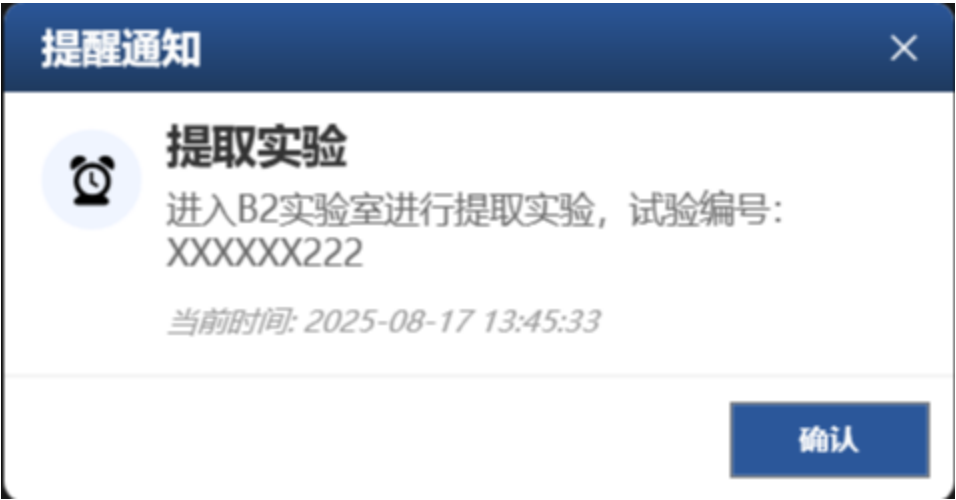 提醒通知
提取实验
进入B2实验室进行提取实验，试验编号：
XXXXXX222
当前时间: 2025-08-17 13:45:33
确认